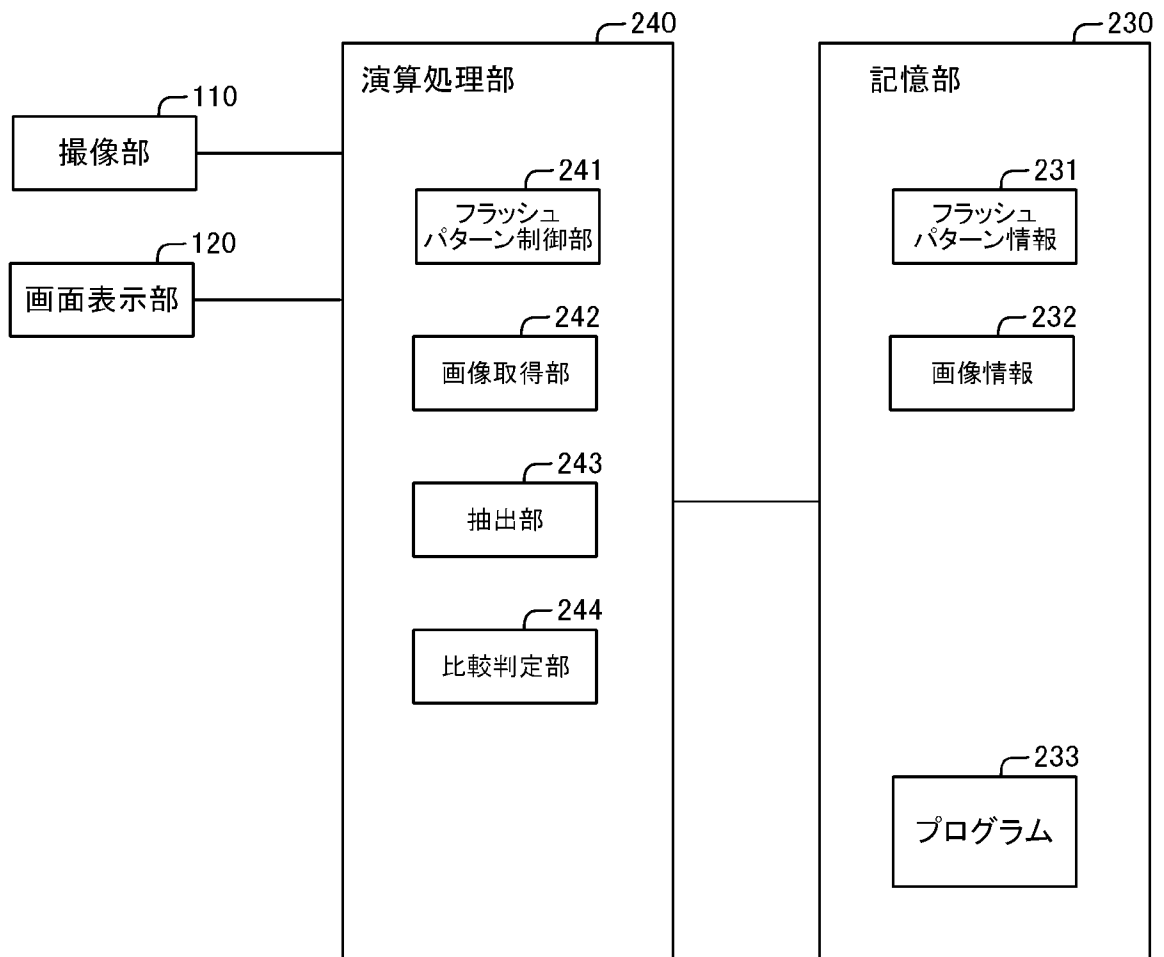 240
演算処理部
230
記憶部
110
撮像部
120
画面表示部
241
フラッシュ
パターン制御部
242
画像取得部
243
抽出部
244
比較判定部
231
フラッシュ
パターン情報
232
画像情報
233
プログラム